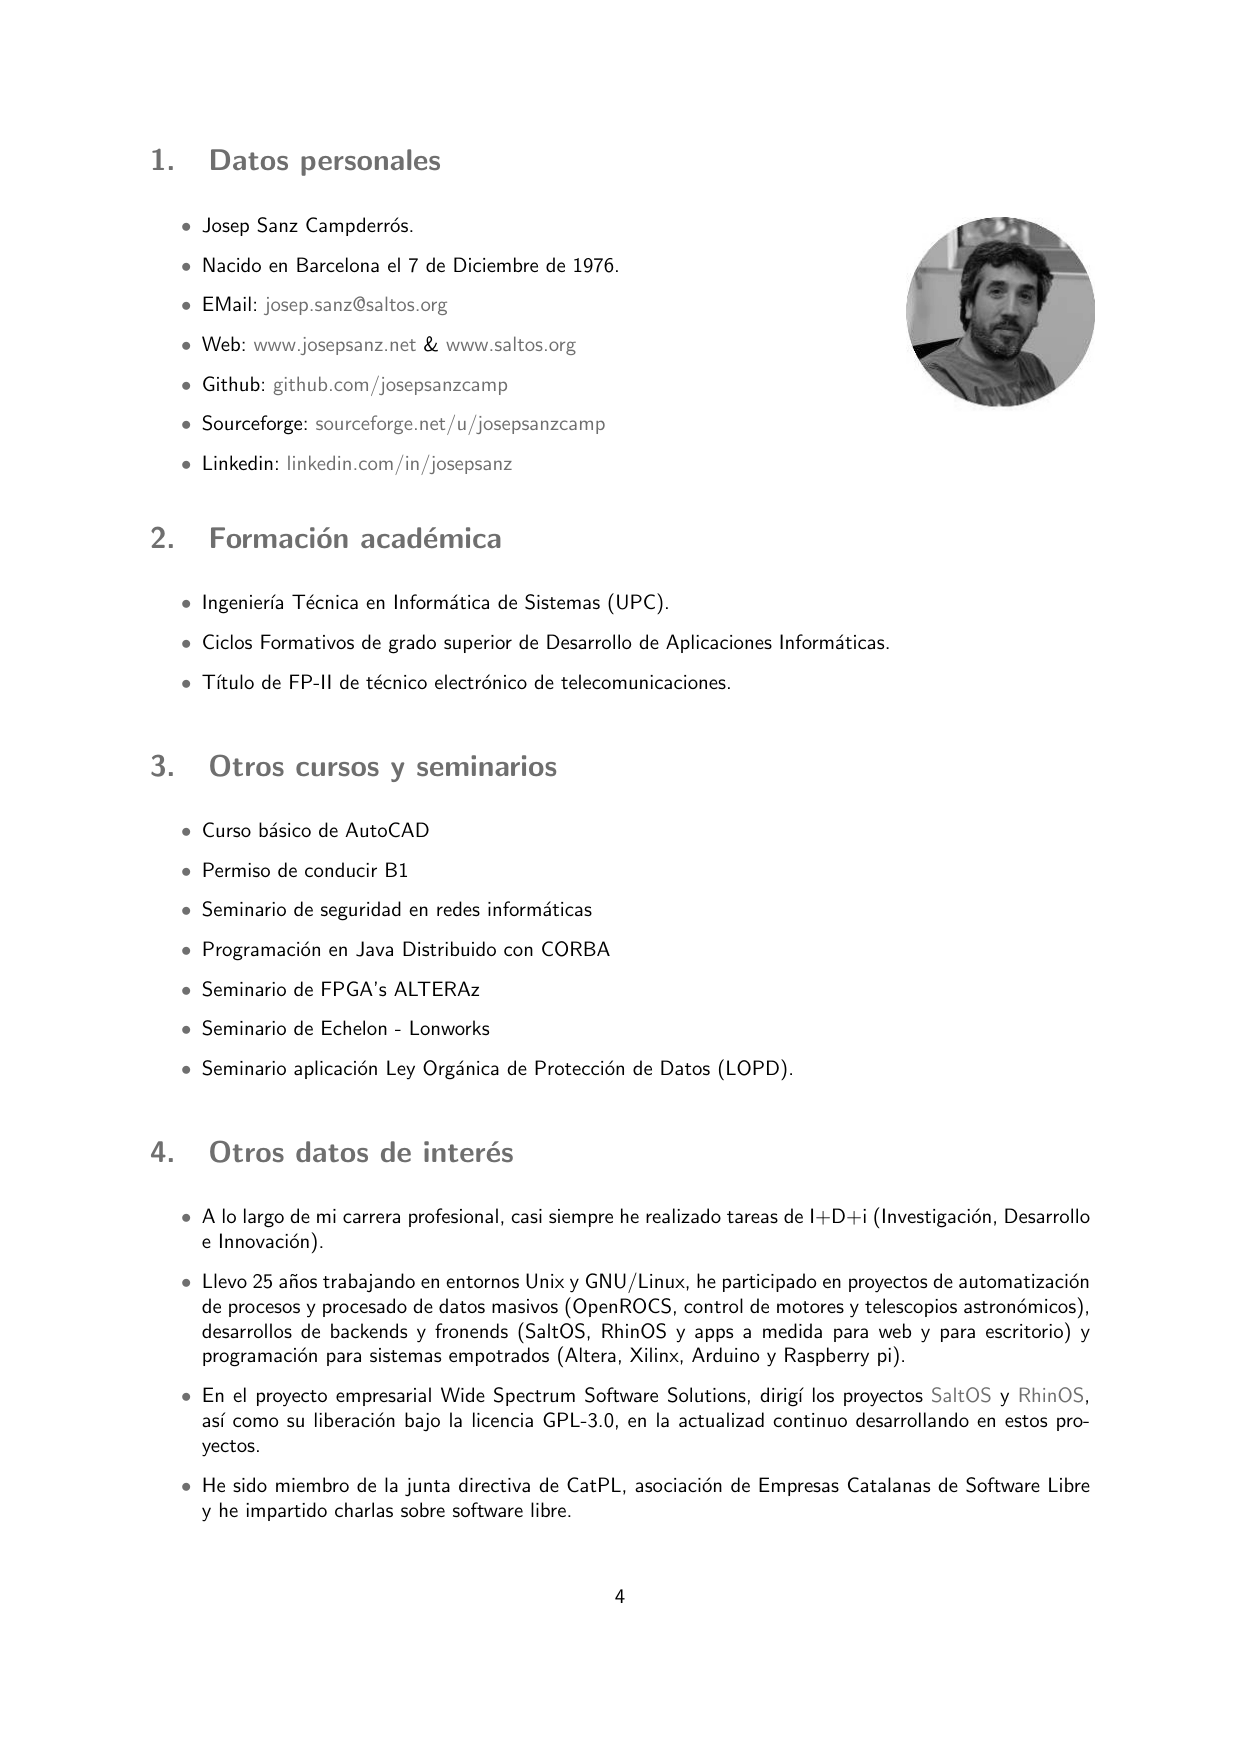 1. Datos personales
• Josep Sanz Campderrós.
• Nacido en Barcelona el 7 de Diciembre de 1976.
• EMail: josep.sanz@saltos.org
• Web: www.josepsanz.net & www.saltos.org
• Github: github.com/josepsanzcamp
• Sourceforge: sourceforge.net/u/josepsanzcamp
• Linkedin: linkedin.com/in/josepsanz
2. Formación académica
• Ingeniería Técnica en Informática de Sistemas (UPC).
• Ciclos Formativos de grado superior de Desarrollo de Aplicaciones Informáticas.
• Título de FP-II de técnico electrónico de telecomunicaciones.
3. Otros cursos y seminarios
• Curso básico de AutoCAD
• Permiso de conducir B1
• Seminario de seguridad en redes informáticas
• Programación en Java Distribuido con CORBA
• Seminario de FPGA's ALTERAz
• Seminario de Echelon - Lonworks
• Seminario aplicación Ley Orgánica de Protección de Datos (LOPD).
4. Otros datos de interés
• A lo largo de mi carrera profesional, casi siempre he realizado tareas de I+D+i (Investigación, Desarrollo
e Innovación).
• Llevo 25 años trabajando en entornos Unix y GNU/Linux, he participado en proyectos de automatización
de procesos y procesado de datos masivos (OpenROCS, control de motores y telescopios astronómicos),
desarrollos de backends y fronends (SaltOS, RhinOS y apps a medida para web y para escritorio) y
programación para sistemas empotrados (Altera, Xilinx, Arduino y Raspberry pi).
• En el proyecto empresarial Wide Spectrum Software Solutions, dirigí los proyectos SaltOS y RhinOS,
así como su liberación bajo la licencia GPL-3.0, en la actualizad continuo desarrollando en estos pro-
yectos.
• He sido miembro de la junta directiva de CatPL, asociación de Empresas Catalanas de Software Libre
y he impartido charlas sobre software libre.
4